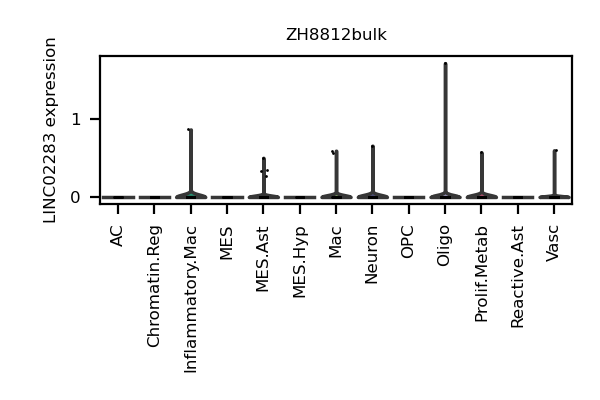 ZH8812bulk
LINC02283 expression
1
0
AC
Chromatin.Reg
Inflammatory.Mac
MES
MES.Ast
MES.Hyp
Mac
Neuron
OPC
Oligo
Prolif.Metab
Reactive.Ast
Vasc